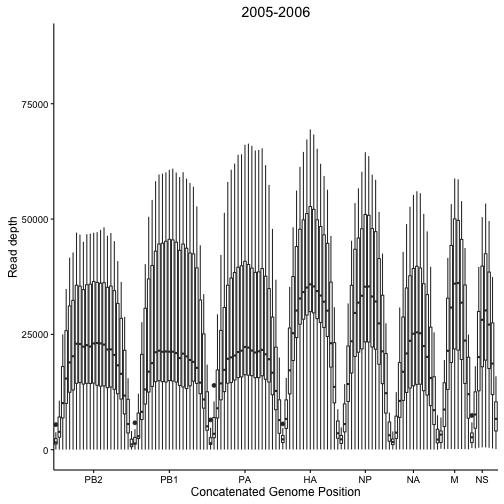 2005-2006
Read depth
75000
50000
25000
0
PB2 PB1 PA HA NP NA M NS
Concatenated Genome Position